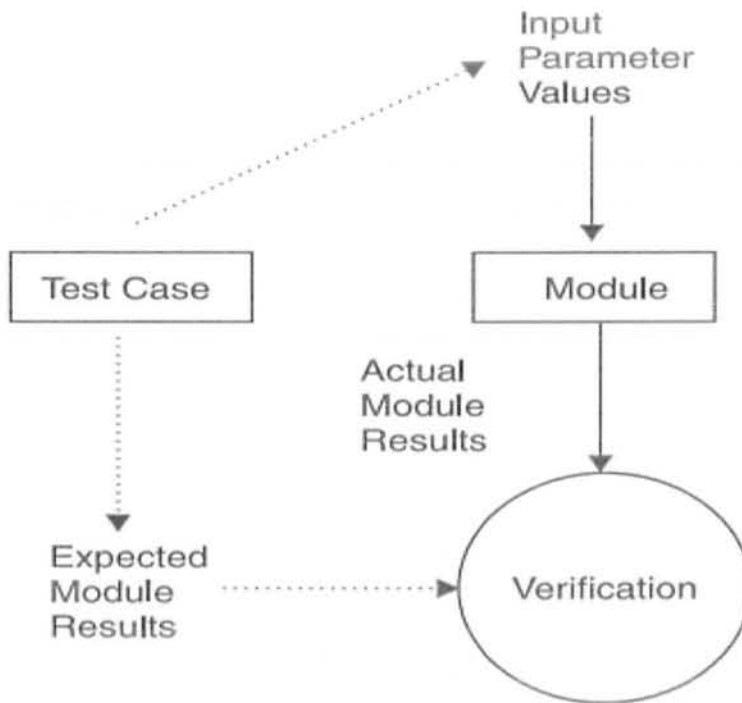 Input
Parameter
Values
Test Case
Module
Actual
Module
Results
Expected
Module
Results
Verification